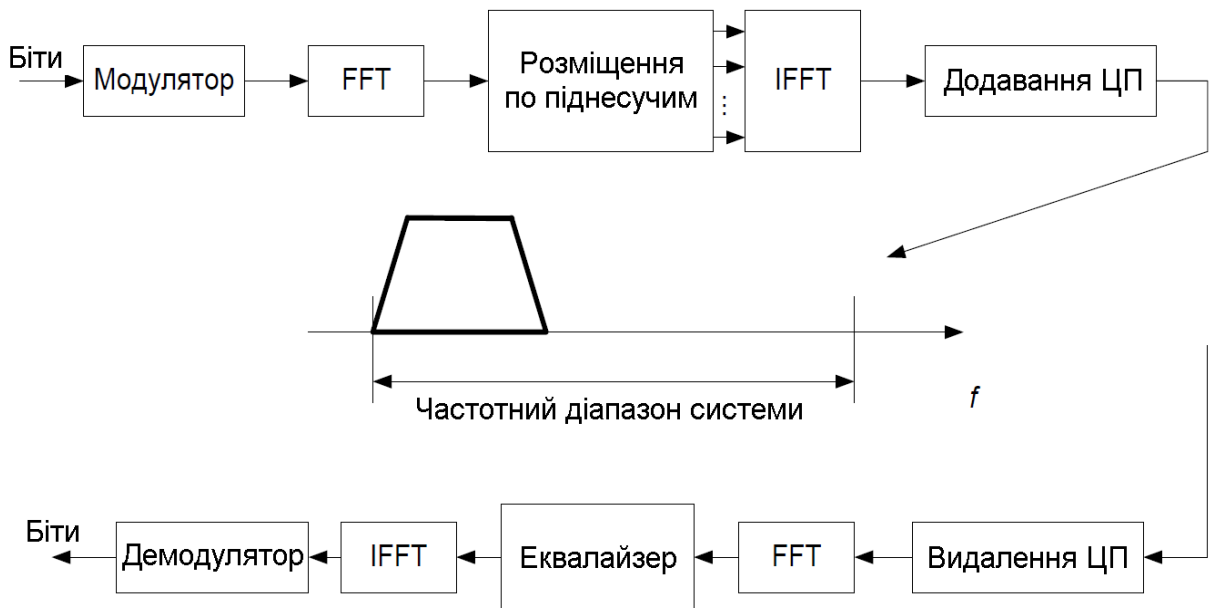 Біти
Модулятор
FFT
Розміщення
по піднесучим
⋮
IFFT
Додавання ЦП
Частотний діапазон системи
f
Біти
Демодулятор
IFFT
Еквалайзер
FFT
Видалення ЦП